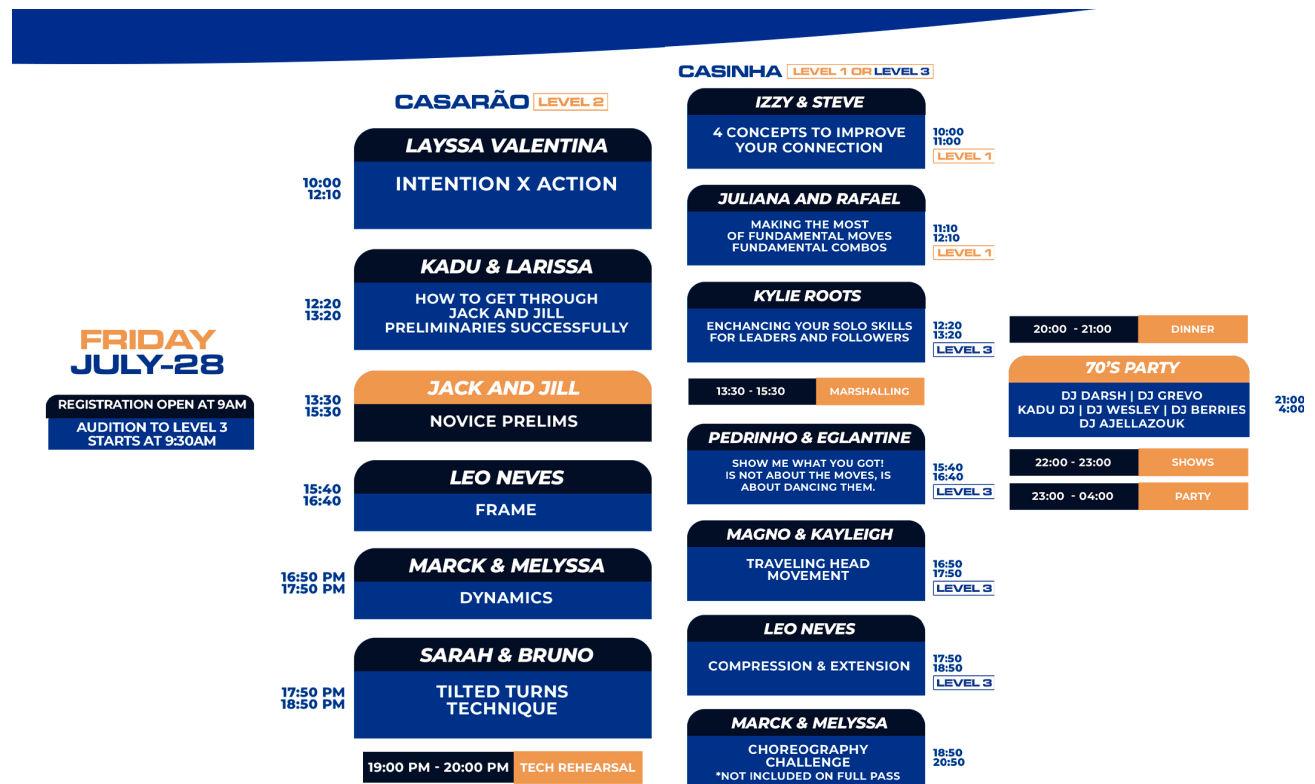 FRIDAY
JULY-28
REGISTRATION OPEN AT 9AM
AUDITION TO LEVEL 3
STARTS AT 9:30AM
CASARÃO LEVEL 2
10:00
12:10
LAYSSA VALENTINA
INTENTION X ACTION
12:20
13:20
KADU & LARISSA
HOW TO GET THROUGH
JACK AND JILL
PRELIMINARIES SUCCESSFULLY
13:30
15:30
JACK AND JILL
NOVICE PRELIMS
15:40
16:40
LEO NEVES
FRAME
16:50 PM
17:50 PM
MARCK & MELYSSA
DYNAMICS
17:50 PM
18:50 PM
SARAH & BRUNO
TILTED TURNS
TECHNIQUE
19:00 PM - 20:00 PM TECH REHEARSAL
CASINHA LEVEL 1 OR LEVEL 3
IZZY & STEVE
4 CONCEPTS TO IMPROVE
YOUR CONNECTION
10:00
11:00
LEVEL 1
JULIANA AND RAFAEL
MAKING THE MOST
OF FUNDAMENTAL MOVES
FUNDAMENTAL COMBOS
11:10
12:10
LEVEL 1
KYLIE ROOTS
ENCHANCING YOUR SOLO SKILLS
FOR LEADERS AND FOLLOWERS
12:20
13:20
LEVEL 3
13:30 - 15:30 MARSHALLING
PEDRINHO & EGLANTINE
SHOW ME WHAT YOU GOT!
IS NOT ABOUT THE MOVES, IS
ABOUT DANCING THEM.
15:40
16:40
LEVEL 3
MAGNO & KAYLEIGH
TRAVELING HEAD
MOVEMENT
16:50
17:50
LEVEL 3
LEO NEVES
COMPRESSION & EXTENSION
17:50
18:50
LEVEL 3
MARCK & MELYSSA
CHOREOGRAPHY
CHALLENGE
*NOT INCLUDED ON FULL PASS
18:50
20:50
20:00 - 21:00 DINNER
70'S PARTY
DJ DARSH | DJ GREVO
KADU DJ | DJ WESLEY | DJ BERRIES
DJ AJELLAZOUK
21:00
4:00
22:00 - 23:00 SHOWS
23:00 - 04:00 PARTY